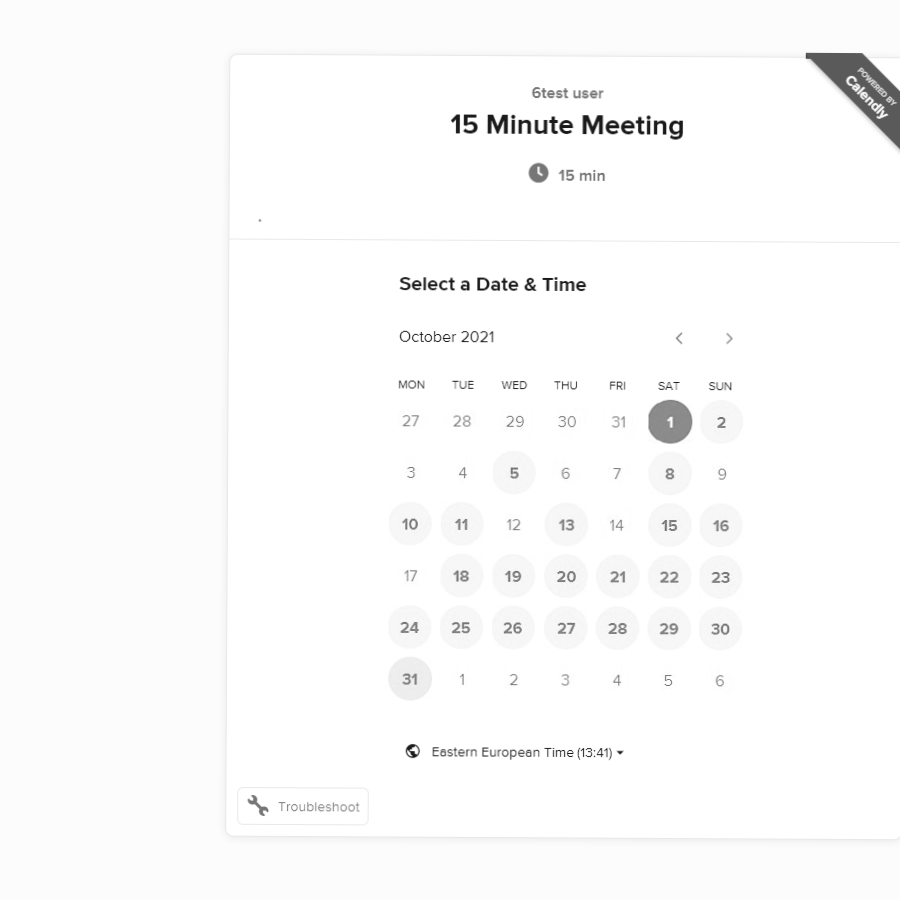 POWERED BY
Calendly
6test user
15 Minute Meeting
15 min
.
Select a Date & Time
October 2021
MON TUE WED THU FRI SAT SUN
27 28 29 30 31 1 2
3 4 5 6 7 8 9
10 11 12 13 14 15 16
17 18 19 20 21 22 23
24 25 26 27 28 29 30
31 1 2 3 4 5 6
Eastern European Time (13:41)
Troubleshoot